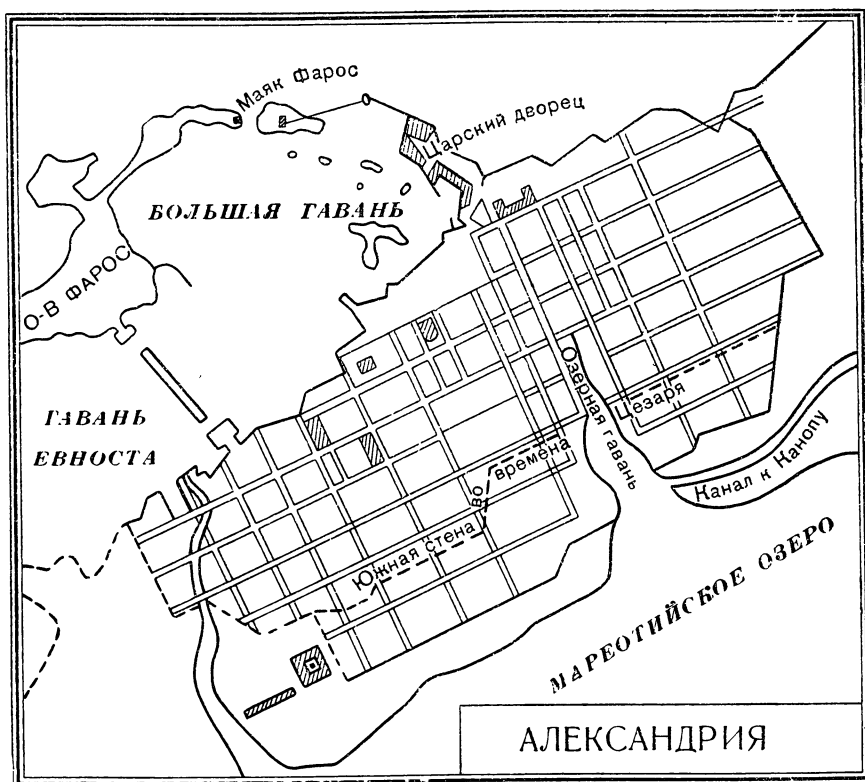 Маяк Фарос
Царский дворец
БОЛЬШАЯ ГАВАНЬ
О-В ФАРОС
ГАВАНЬ
ЕВНОСТА
Озерная гавань
Цезаря
Канал к Канопу
Южная стена во времена
МАРЕОТИЙСКОЕ ОЗЕРО
АЛЕКСАНДРИЯ